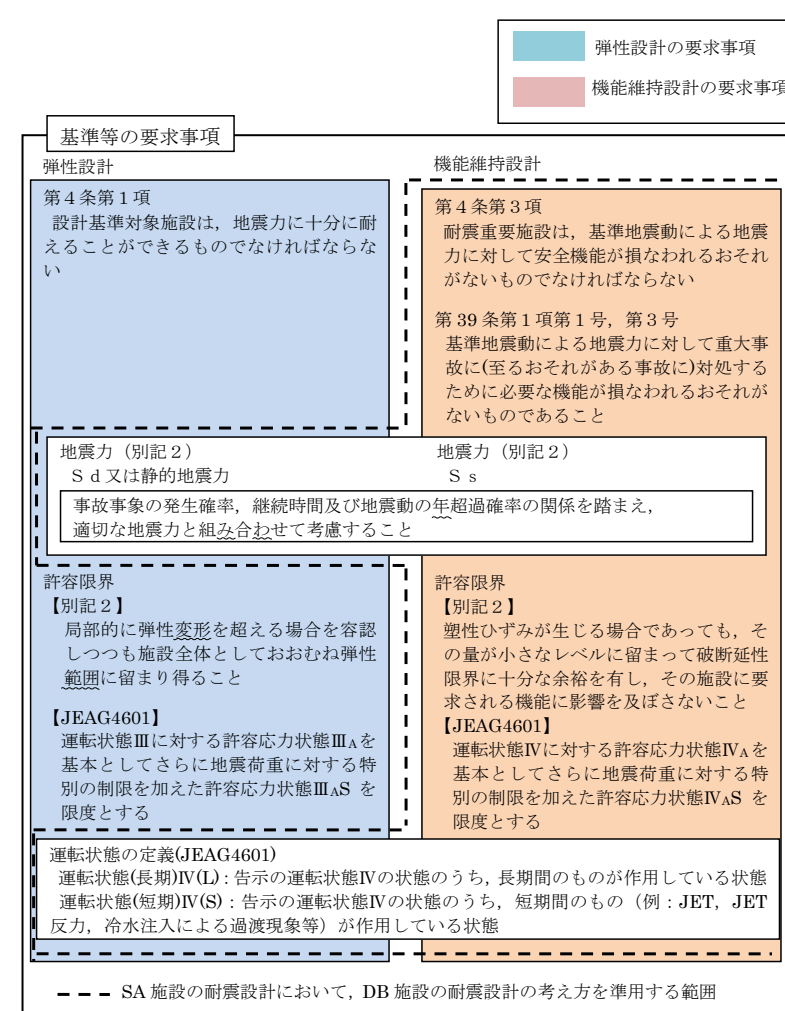 弾性設計の要求事項
機能維持設計の要求事項
基準等の要求事項
弾性設計
第４条第１項
設計基準対象施設は，地震力に十分に耐
えることができるものでなければならな
い
機能維持設計
第４条第３項
耐震重要施設は，基準地震動による地震
力に対して安全機能が損なわれるおそれ
がないものでなければならない
第 39 条第１項第１号，第３号
基準地震動による地震力に対して重大事
故に(至るおそれがある事故に)対処する
ために必要な機能が損なわれるおそれが
ないものであること
地震力（別記２）
Ｓｄ又は静的地震力
地震力（別記２）
Ｓｓ
事故事象の発生確率，継続時間及び地震動の年超過確率の関係を踏まえ，
適切な地震力と組み合わせて考慮すること
許容限界
【別記２】
局部的に弾性変形を超える場合を容認
しつつも施設全体としておおむね弾性
範囲に留まり得ること
【JEAG4601】
運転状態Ⅲに対する許容応力状態ⅢAを
基本としてさらに地震荷重に対する特
別の制限を加えた許容応力状態ⅢAS を
限度とする
許容限界
【別記２】
塑性ひずみが生じる場合であっても，そ
の量が小さなレベルに留まって破断延性
限界に十分な余裕を有し，その施設に要
求される機能に影響を及ぼさないこと
【JEAG4601】
運転状態Ⅳに対する許容応力状態ⅣAを
基本としてさらに地震荷重に対する特
別の制限を加えた許容応力状態ⅣAS を
限度とする
運転状態の定義(JEAG4601)
運転状態(長期)Ⅳ(L)：告示の運転状態Ⅳの状態のうち，長期間のものが作用している状態
運転状態(短期)Ⅳ(S)：告示の運転状態Ⅳの状態のうち，短期間のもの（例：JET，JET
反力，冷水注入による過渡現象等）が作用している状態
SA 施設の耐震設計において，DB 施設の耐震設計の考え方を準用する範囲